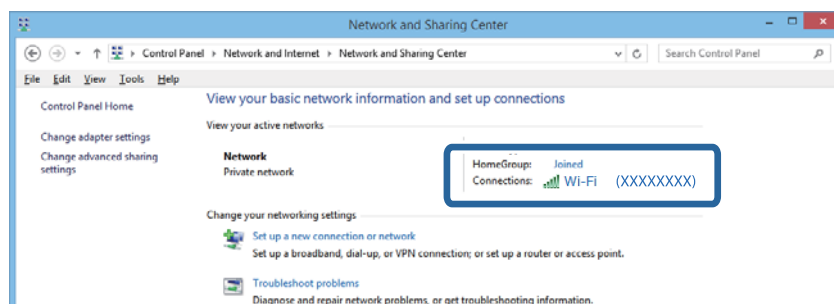 Network and Sharing Center
Control Panel Network and Internet Network and Sharing Center Search Control Panel
File Edit View Tools Help
Control Panel Home
Change adapter settings
Change advanced sharing
settings
View your basic network information and set up connections
View your active networks
Network
Private network
HomeGroup: Joined
Connections: Wi-Fi (XXXXXXXX)
Change your networking settings
Set up a new connection or network
Set up a broadband, dial-up, or VPN connection; or set up a router or access point.
Troubleshoot problems
Diagnose and repair network problems, or get troubleshooting information.